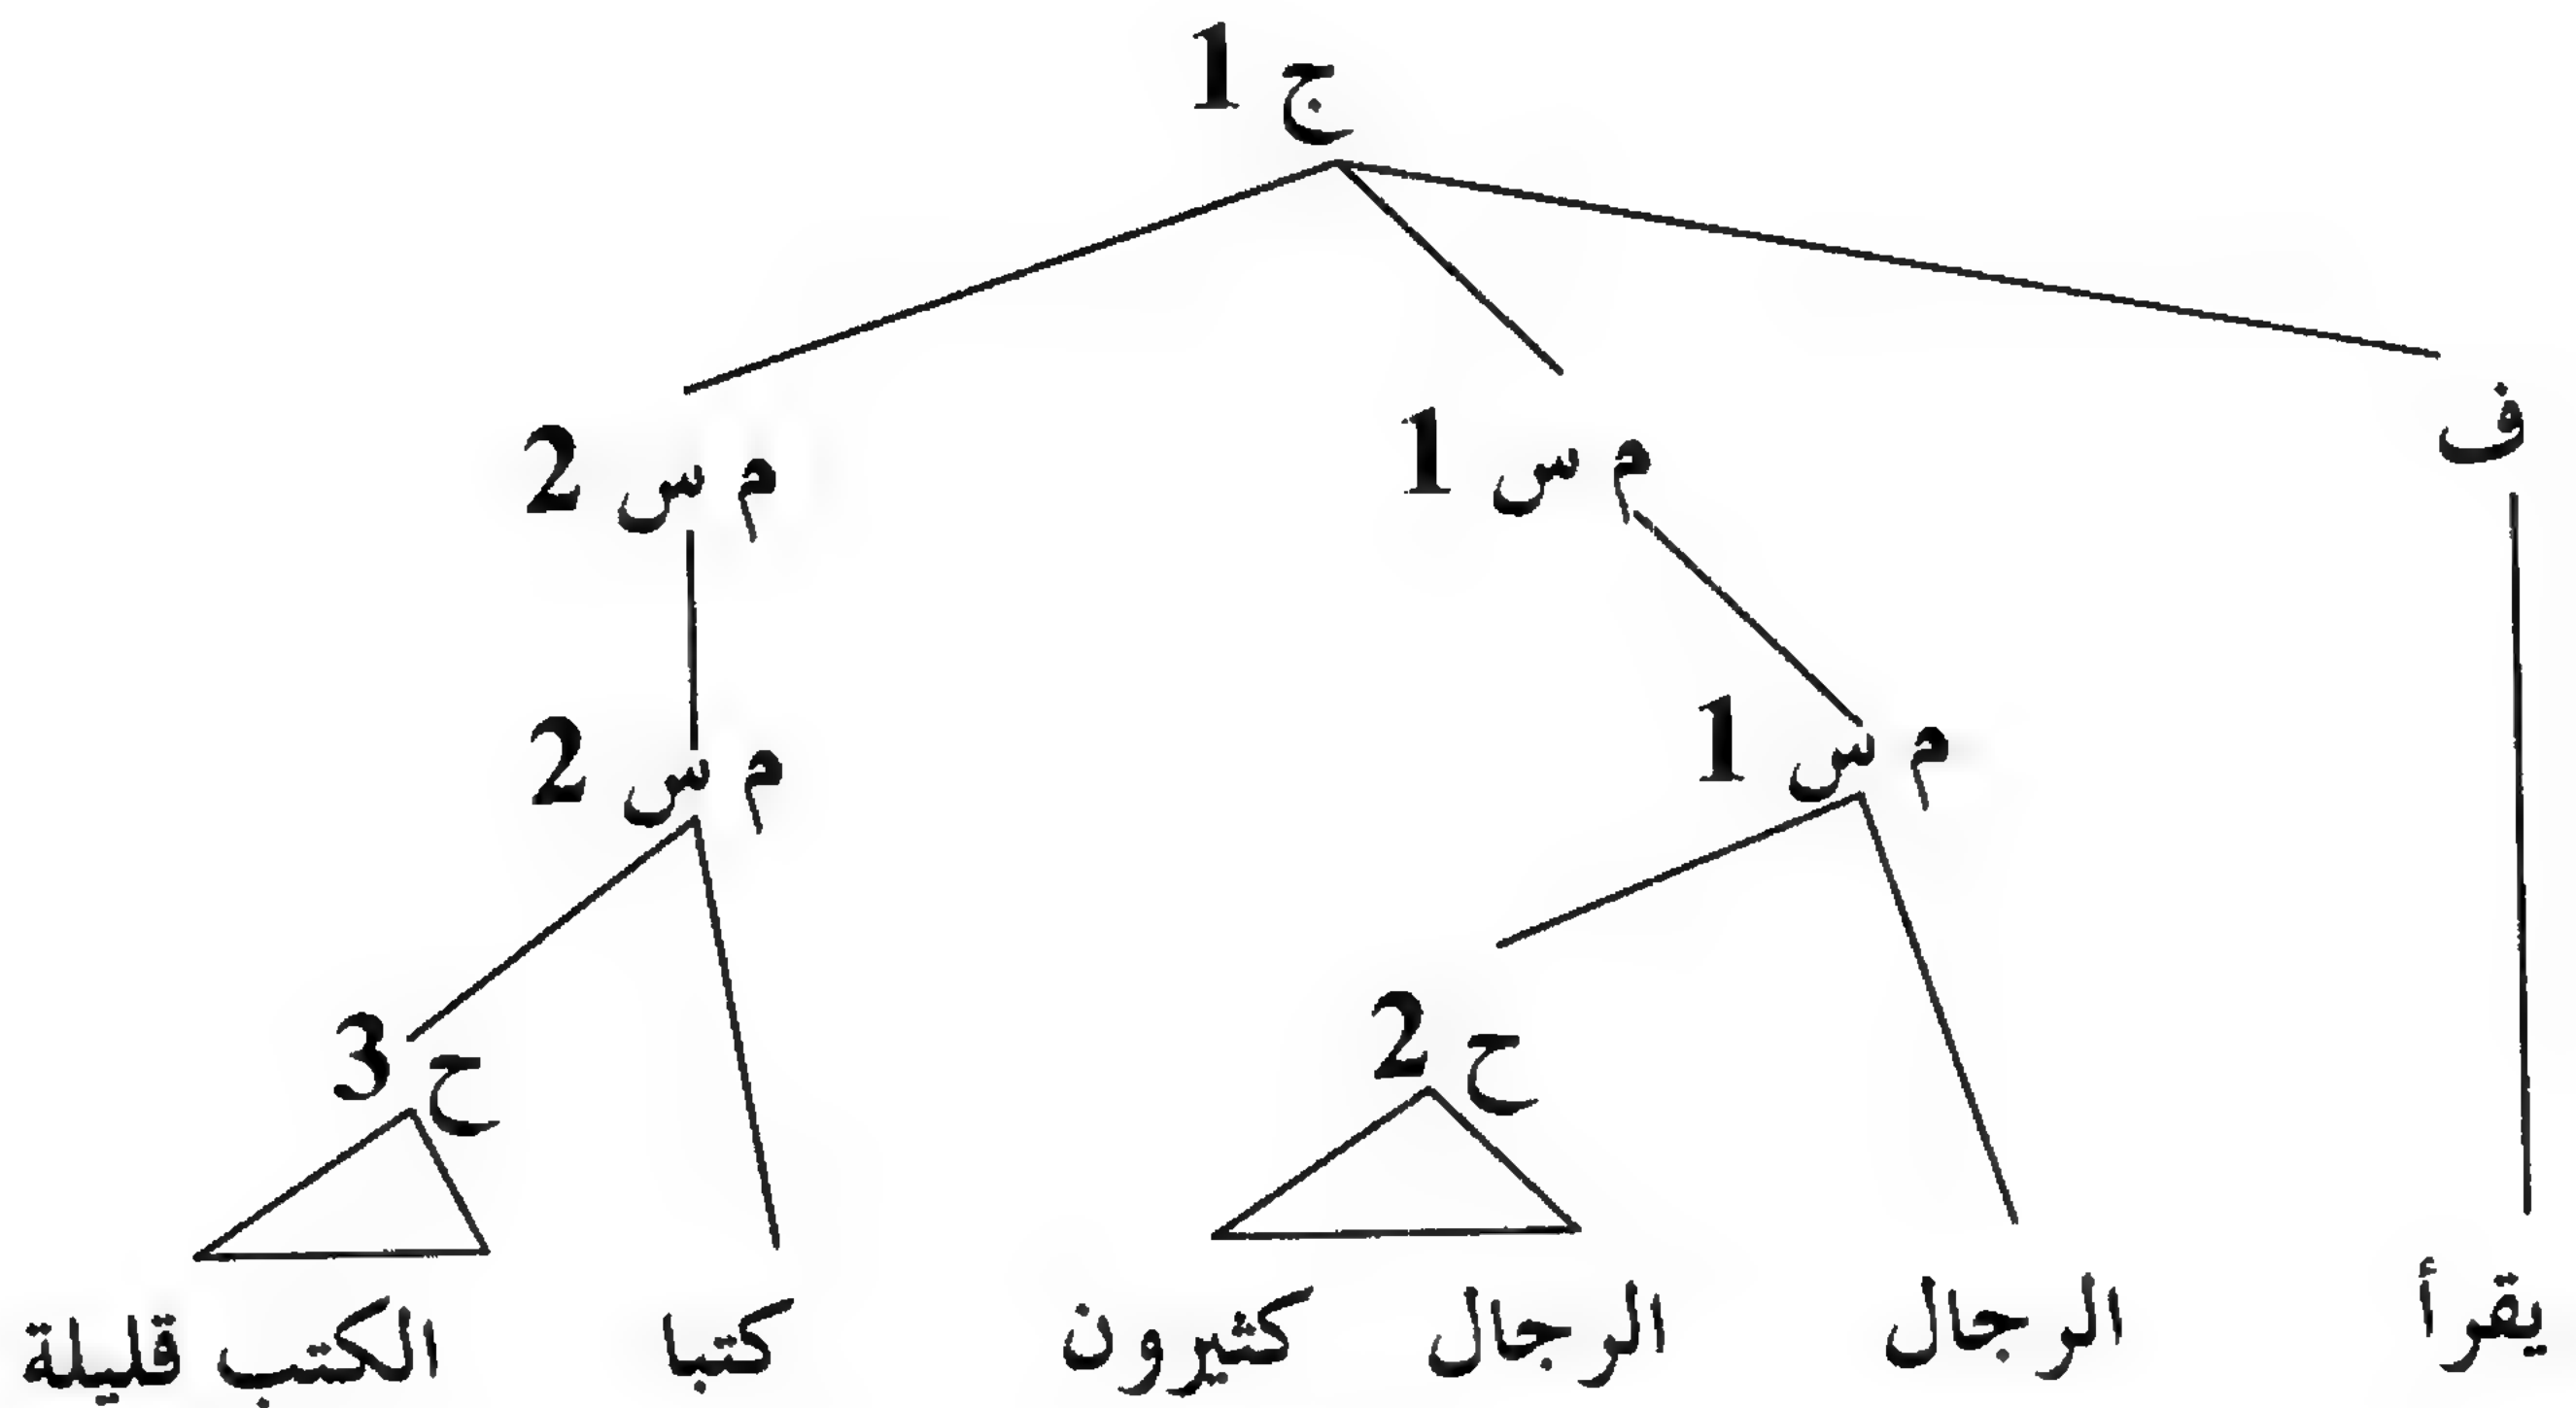 ج 1
ف م س 1 م س 2
م س 1 م س 2
ح 2 ح 3
يقرأ الرجال الرجال كثيرون كتبا الكتب قليلة